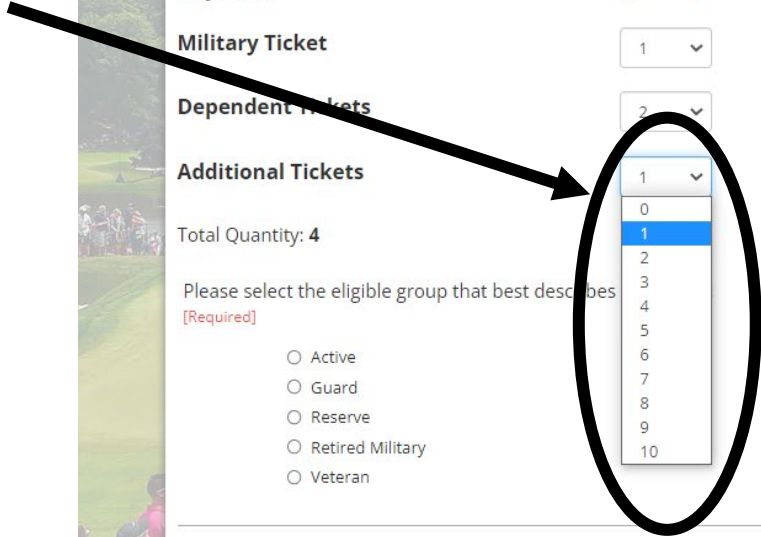 Military Ticket 1
Dependent Tickets 2
Additional Tickets 1
0
1
Total Quantity: 4
2
Please select the eligible group that best describes
3
[Required]
4
5
Active
6
Guard
7
Reserve
8
9
Retired Military
10
Veteran